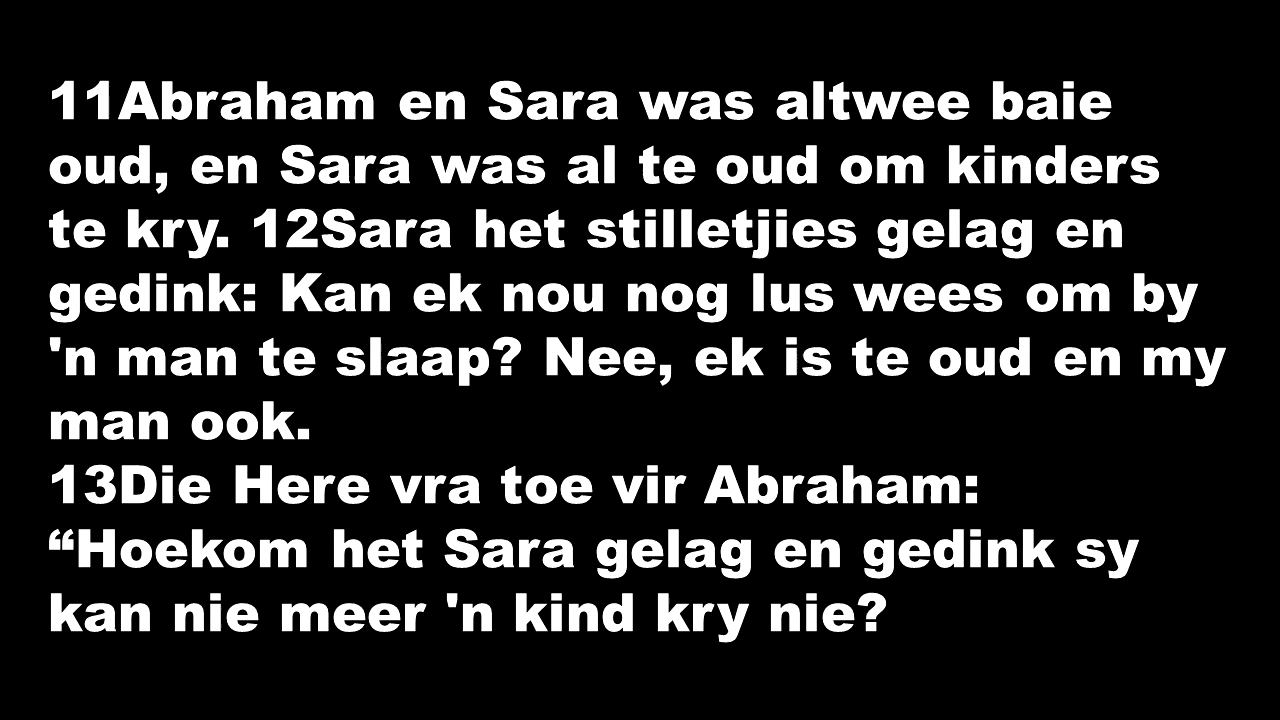 11Abraham en Sara was altwee baie
oud, en Sara was al te oud om kinders
te kry. 12Sara het stilletjies gelag en
gedink: Kan ek nou nog lus wees om by
'n man te slaap? Nee, ek is te oud en my
man ook.
13Die Here vra toe vir Abraham:
“Hoekom het Sara gelag en gedink sy
kan nie meer 'n kind kry nie?